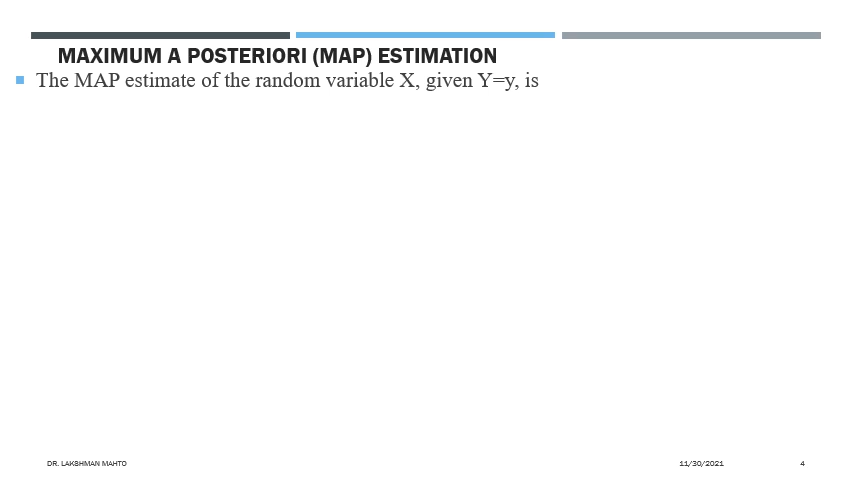 MAXIMUM A POSTERIORI (MAP) ESTIMATION
The MAP estimate of the random variable X, given Y=y, is
DR. LAKSHMAN MAHTO 11/30/2021 4